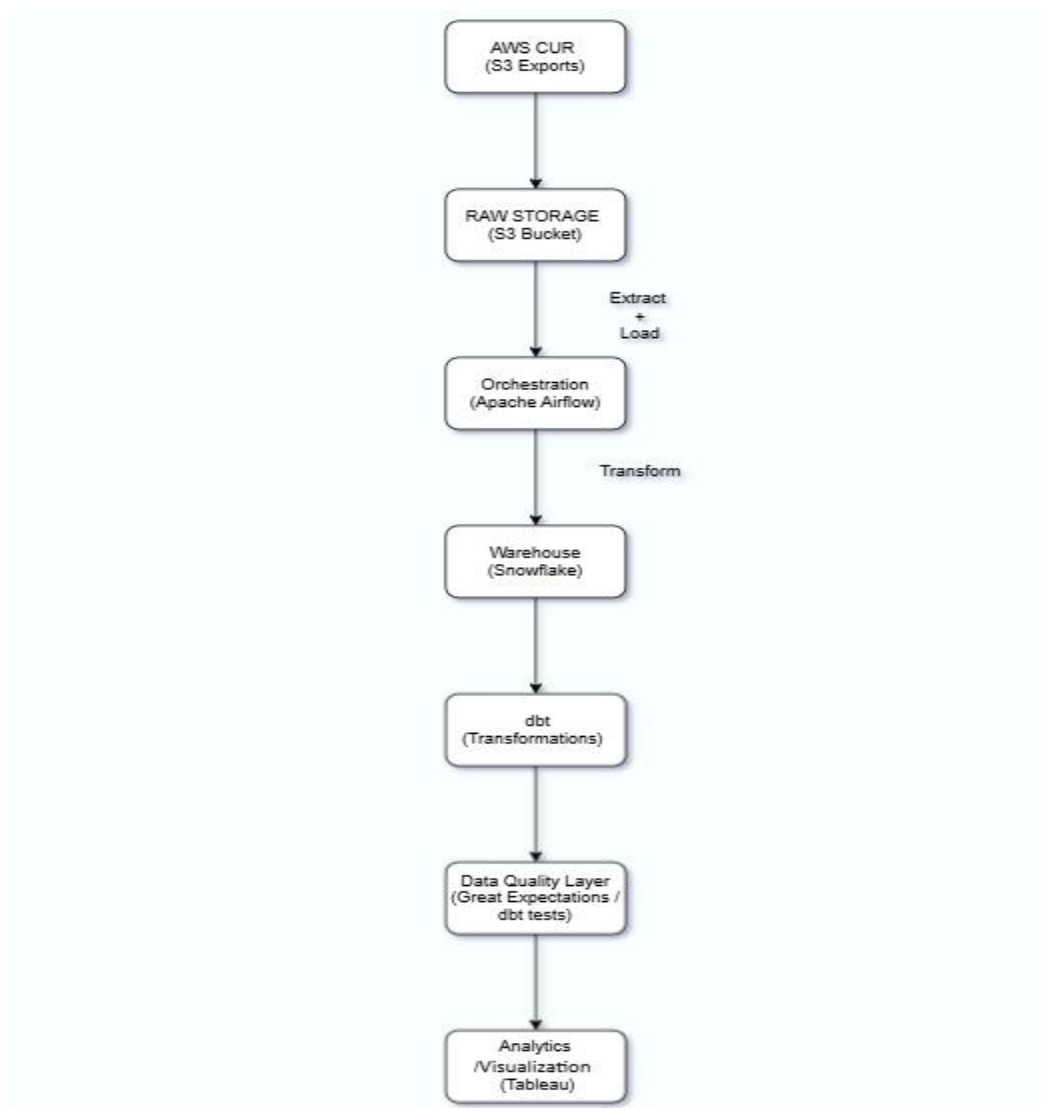 AWS CUR
(S3 Exports)
RAW STORAGE
(S3 Bucket)
Extract
+
Load
Orchestration
(Apache Airflow)
Transform
Warehouse
(Snowflake)
dbt
(Transformations)
Data Quality Layer
(Great Expectations /
dbt tests)
Analytics
/Visualization
(Tableau)